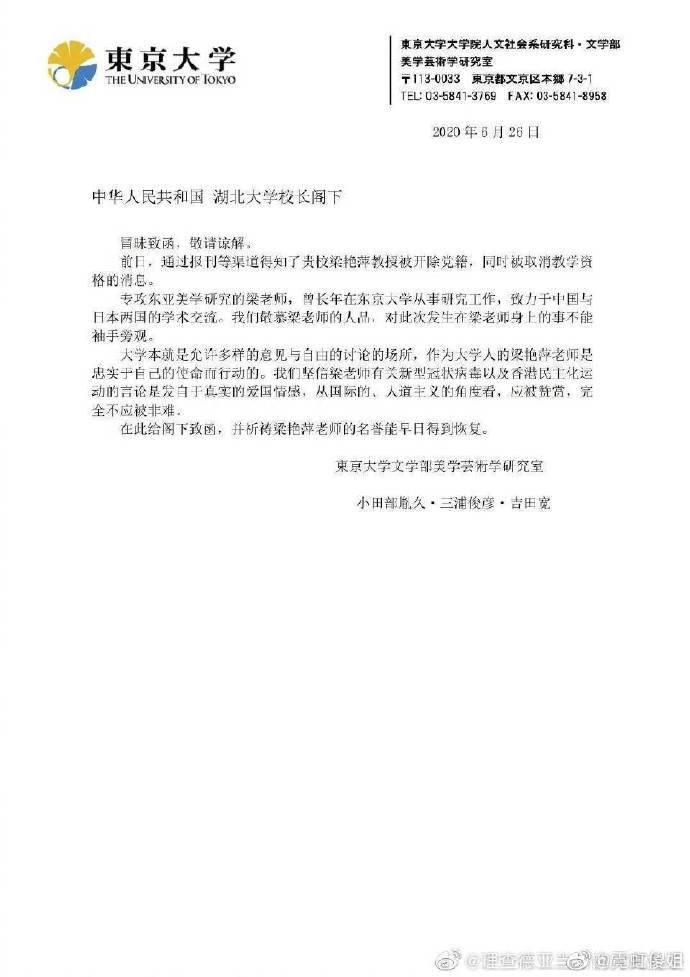 東京大学
THE UNIVERSITY OF TOKYO
東京大学大学院人文社会系研究科・文学部
美学芸術学研究室
〒113-0033 東京都文京区本郷 7-3-1
TEL: 03-5841-3769 FAX: 03-5841-8958
2020 年 6 月 26 日
中华人民共和国 湖北大学校长阁下
冒昧致函，敬请谅解。
前日，通过报刊等渠道得知了贵校梁艳萍教授被开除党籍，同时被取消教学资
格的消息。
专攻东亚美学研究的梁老师，曾长年在东京大学从事研究工作，致力于中国与
日本两国的学术交流。我们敬慕梁老师的人品，对此次发生在梁老师身上的事不能
袖手旁观。
大学本就是允许多样的意见与自由的讨论的场所，作为大学人的梁艳萍老师是
忠实于自己的使命而行动的。我们坚信梁老师有关新型冠状病毒以及香港民主化运
动的言论是发自于真实的爱国情感，从国际的、人道主义的角度看，应被赞赏，完
全不应被非难。
在此给阁下致函，并祈祷梁艳萍老师的名誉能早日得到恢复。
東京大学文学部美学芸術学研究室
小田部胤久・三浦俊彦・吉田寛
@理查德亚当
@霓虹俊姐